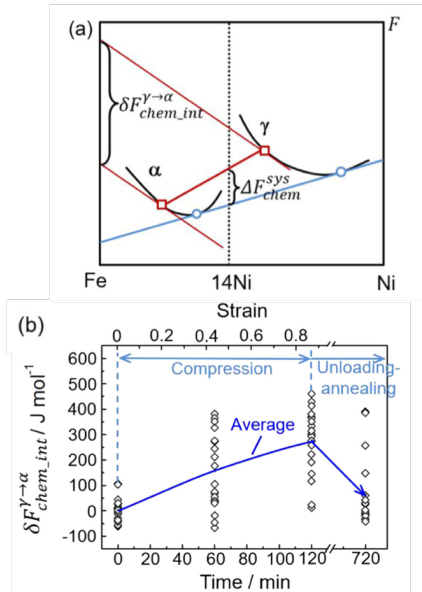 (a)
F
δF^{γ→α}_{chem_int}
γ
α
ΔF^{sys}_{chem}
Fe
14Ni
Ni
(b)
Strain
0 0.2 0.4 0.6 0.8
600
500
400
300
200
100
0
-100
Compression
Unloading-
annealing
Average
δF^{γ→α}_{chem_int} / J mol⁻¹
0 20 40 60 80 100 120 720
Time / min